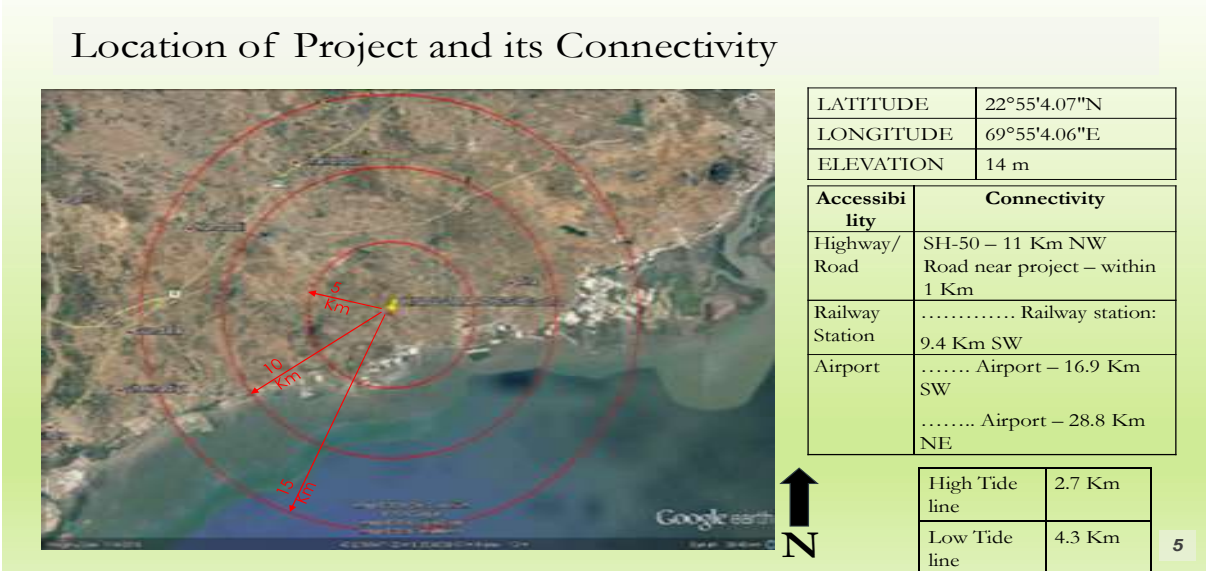 Location of Project and its Connectivity
5
Km
10
Km
15
Km
Google earth
LATITUDE 22°55'4.07"N
LONGITUDE 69°55'4.06"E
ELEVATION 14 m
Accessibi Connectivity
lity
Highway/ SH-50 – 11 Km NW
Road Road near project – within
1 Km
Railway …………. Railway station:
Station 9.4 Km SW
Airport ……. Airport – 16.9 Km
SW
…….. Airport – 28.8 Km
NE
N
High Tide 2.7 Km
line
Low Tide 4.3 Km
line
5